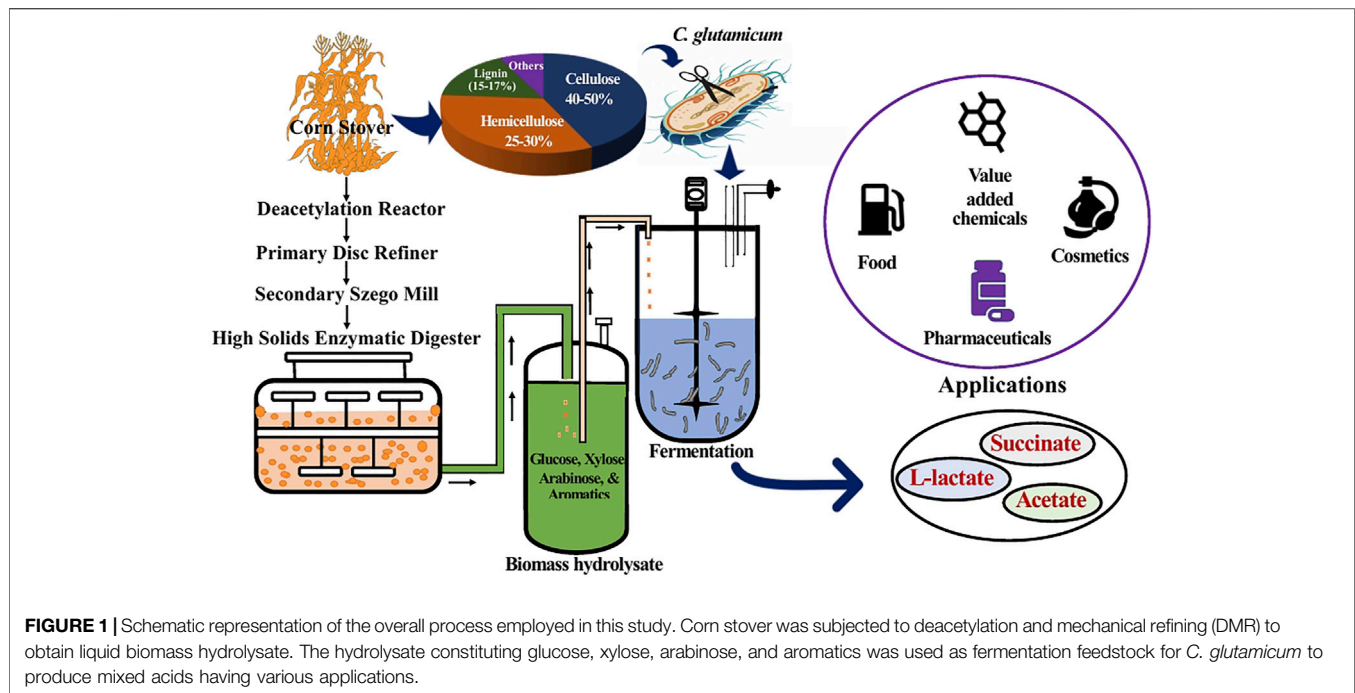 C. glutamicum
Others
Lignin
(15-17%)
Cellulose
40-50%
Hemicellulose
25-30%
Corn Stover
Deacetylation Reactor
Primary Disc Refiner
Secondary Szego Mill
High Solids Enzymatic Digester
Glucose, Xylose
Arabinose, &
Aromatics
Biomass hydrolysate
Fermentation
Value
added
chemicals
Food
Cosmetics
Pharmaceuticals
Applications
Succinate
L-lactate
Acetate
FIGURE 1 | Schematic representation of the overall process employed in this study. Corn stover was subjected to deacetylation and mechanical refining (DMR) to
obtain liquid biomass hydrolysate. The hydrolysate constituting glucose, xylose, arabinose, and aromatics was used as fermentation feedstock for C. glutamicum to
produce mixed acids having various applications.